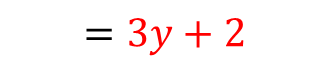 = 3y + 2